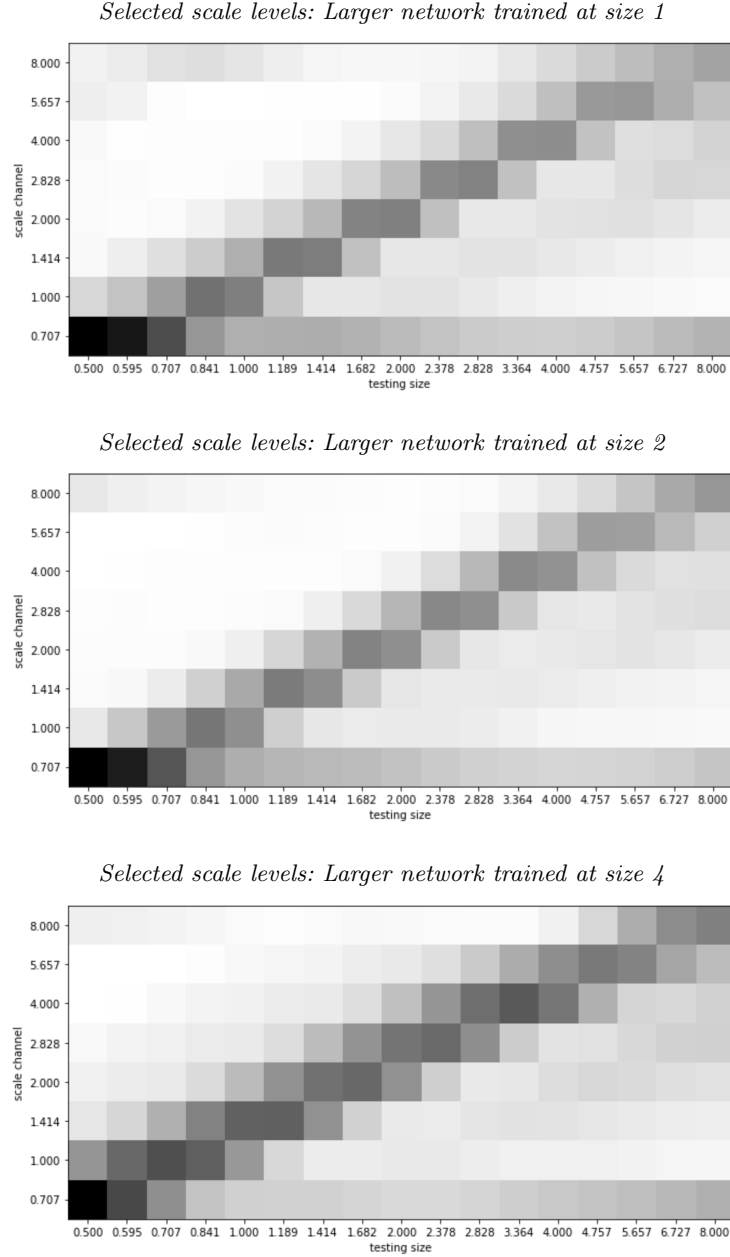 Selected scale levels: Larger network trained at size 1
8.000
5.657
4.000
2.828
2.000
1.414
1.000
0.707
scale channel
0.500 0.595 0.707 0.841 1.000 1.189 1.414 1.682 2.000 2.378 2.828 3.364 4.000 4.757 5.657 6.727 8.000
testing size
Selected scale levels: Larger network trained at size 2
8.000
5.657
4.000
2.828
2.000
1.414
1.000
0.707
scale channel
0.500 0.595 0.707 0.841 1.000 1.189 1.414 1.682 2.000 2.378 2.828 3.364 4.000 4.757 5.657 6.727 8.000
testing size
Selected scale levels: Larger network trained at size 4
8.000
5.657
4.000
2.828
2.000
1.414
1.000
0.707
scale channel
0.500 0.595 0.707 0.841 1.000 1.189 1.414 1.682 2.000 2.378 2.828 3.364 4.000 4.757 5.657 6.727 8.000
testing size